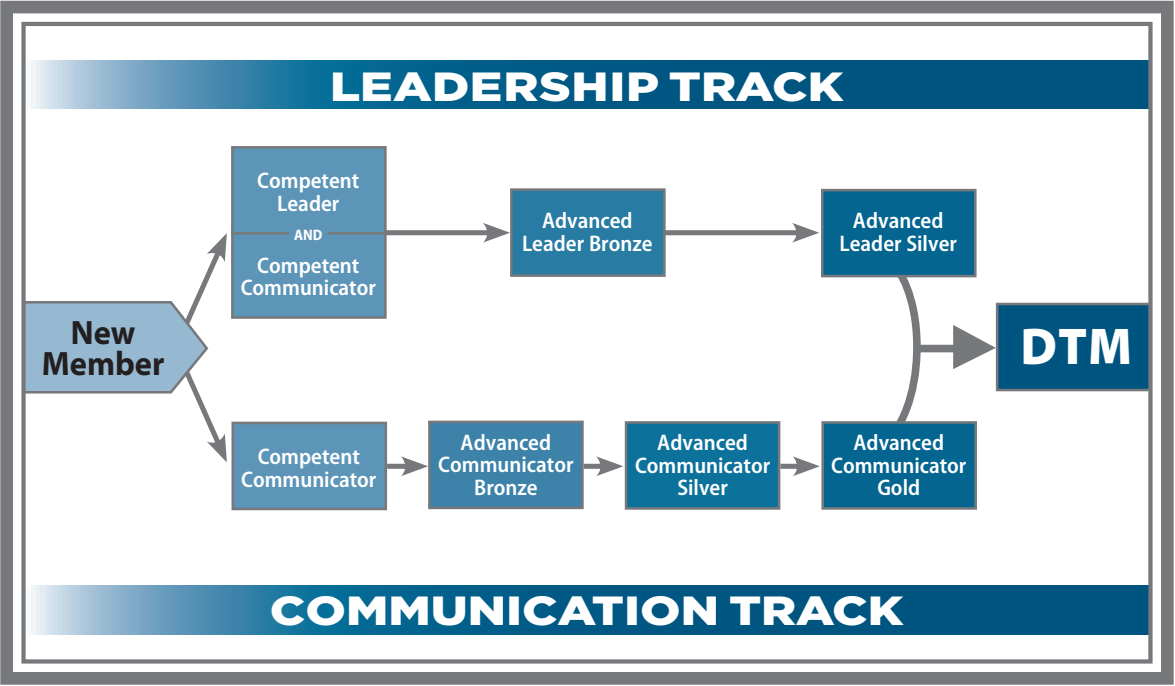 LEADERSHIP TRACK
Competent
Leader
AND
Competent
Communicator
Advanced
Leader Bronze
Advanced
Leader Silver
New
Member
DTM
Competent
Communicator
Advanced
Communicator
Bronze
Advanced
Communicator
Silver
Advanced
Communicator
Gold
COMMUNICATION TRACK